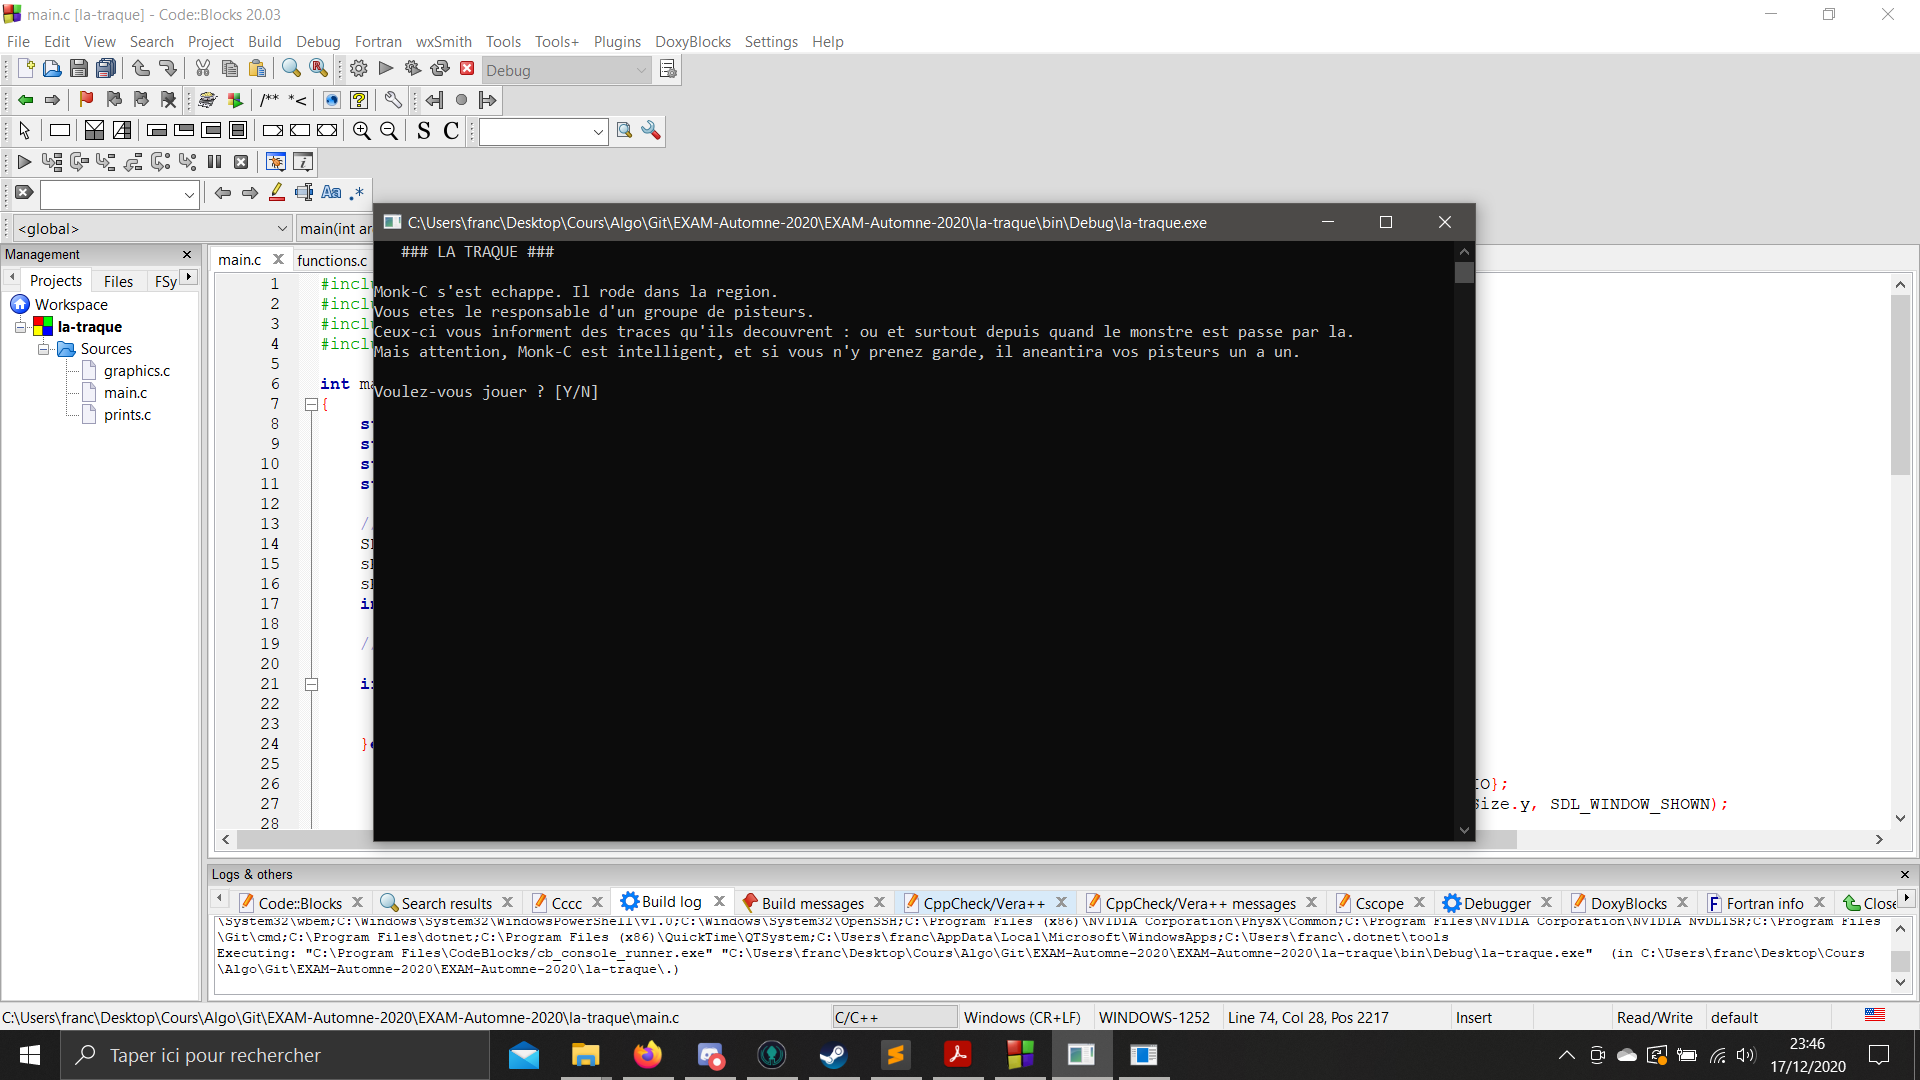 main.c [la-traque] - Code::Blocks 20.03
File Edit View Search Project Build Debug Fortran wxSmith Tools Tools+ Plugins DoxyBlocks Settings Help
Debug
/** *<
S C
Aa .*
<global>
main(int ar
C:\Users\franc\Desktop\Cours\Algo\Git\EXAM-Automne-2020\EXAM-Automne-2020\la-traque\bin\Debug\la-traque.exe
### LA TRAQUE ###
Monk-C s'est echappe. Il rode dans la region.
Vous etes le responsable d'un groupe de pisteurs.
Ceux-ci vous informent des traces qu'ils decouvrent : ou et surtout depuis quand le monstre est passe par la.
Mais attention, Monk-C est intelligent, et si vous n'y prenez garde, il aneantira vos pisteurs un a un.
Voulez-vous jouer ? [Y/N]
Management
Projects Files FSy
Workspace
la-traque
Sources
graphics.c
main.c
prints.c
main.c functions.c
1 #incl
2 #incl
3 #incl
4 #incl
5
6 int ma
7 {
8
9
10
11
12
13
14
15
16
17
18
19
20
21
22
23
24
25
26 IO};
27 Size.y, SDL_WINDOW_SHOWN);
28
Logs & others
Code::Blocks Search results Cccc Build log Build messages CppCheck/Vera++ CppCheck/Vera++ messages Cscope Debugger DoxyBlocks Fortran info Close
\System32\wbem;C:\Windows\System32\WindowsPowerShell\v1.0;C:\Windows\System32\OpenSSH;C:\Program Files (x86)\NVIDIA Corporation\PhysX\Common;C:\Program Files\NVIDIA Corporation\NVIDIA NvDLISR;C:\Program Files
\Git\cmd;C:\Program Files\dotnet;C:\Program Files (x86)\QuickTime\QTSystem;C:\Users\franc\AppData\Local\Microsoft\WindowsApps;C:\Users\franc\.dotnet\tools
Executing: "C:\Program Files\CodeBlocks/cb_console_runner.exe" "C:\Users\franc\Desktop\Cours\Algo\Git\EXAM-Automne-2020\EXAM-Automne-2020\la-traque\bin\Debug\la-traque.exe" (in C:\Users\franc\Desktop\Cours
\Algo\Git\EXAM-Automne-2020\EXAM-Automne-2020\la-traque\.)
C:\Users\franc\Desktop\Cours\Algo\Git\EXAM-Automne-2020\EXAM-Automne-2020\la-traque\main.c C/C++ Windows (CR+LF) WINDOWS-1252 Line 74, Col 28, Pos 2217 Insert Read/Write default
Taper ici pour rechercher
23:46
17/12/2020